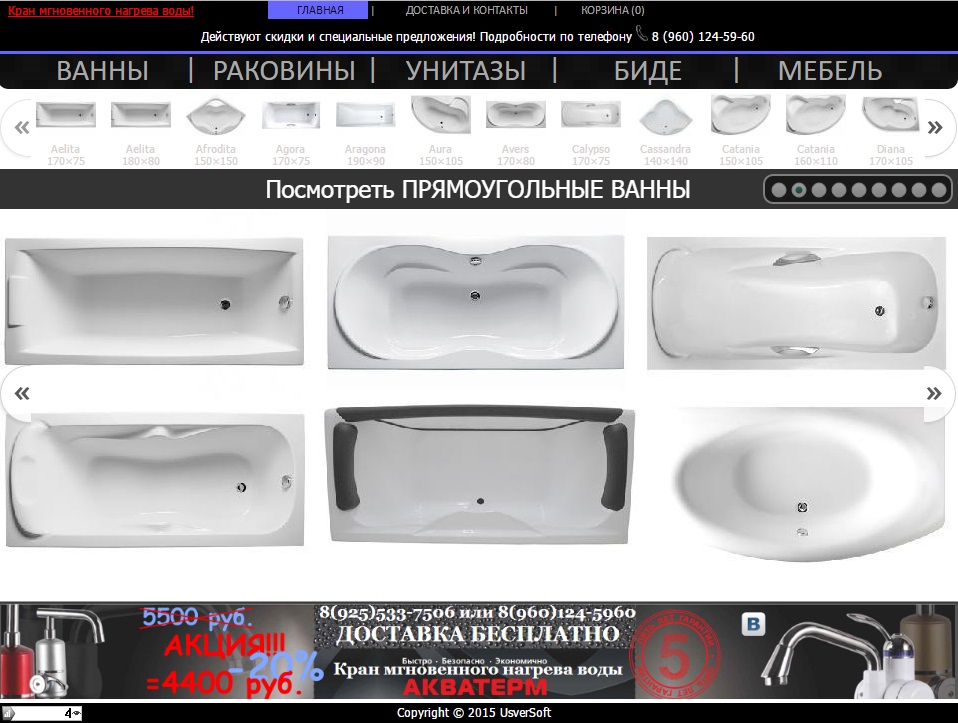 Кран мгновенного нагрева воды!
ГЛАВНАЯ | ДОСТАВКА И КОНТАКТЫ | КОРЗИНА (0)
Действуют скидки и специальные предложения! Подробности по телефону 8 (960) 124-59-60
ВАННЫ | РАКОВИНЫ | УНИТАЗЫ | БИДЕ | МЕБЕЛЬ
« »
Aelita Aelita Afrodita Agora Aragona Aura Avers Calypso Cassandra Catania Catania Diana
170×75 180×80 150×150 170×75 190×90 150×105 170×80 170×75 140×140 150×105 160×110 170×105
Посмотреть ПРЯМОУГОЛЬНЫЕ ВАННЫ
« »
5500 руб.
АКЦИЯ!!!
-20%
=4400 руб.
8(925)533-7506 или 8(960)124-5960
ДОСТАВКА БЕСПЛАТНО
Быстро · Безопасно · Экономично
Кран мгновенного нагрева воды
АКВАТЕРМ
5
В
4
Copyright © 2015 UsverSoft